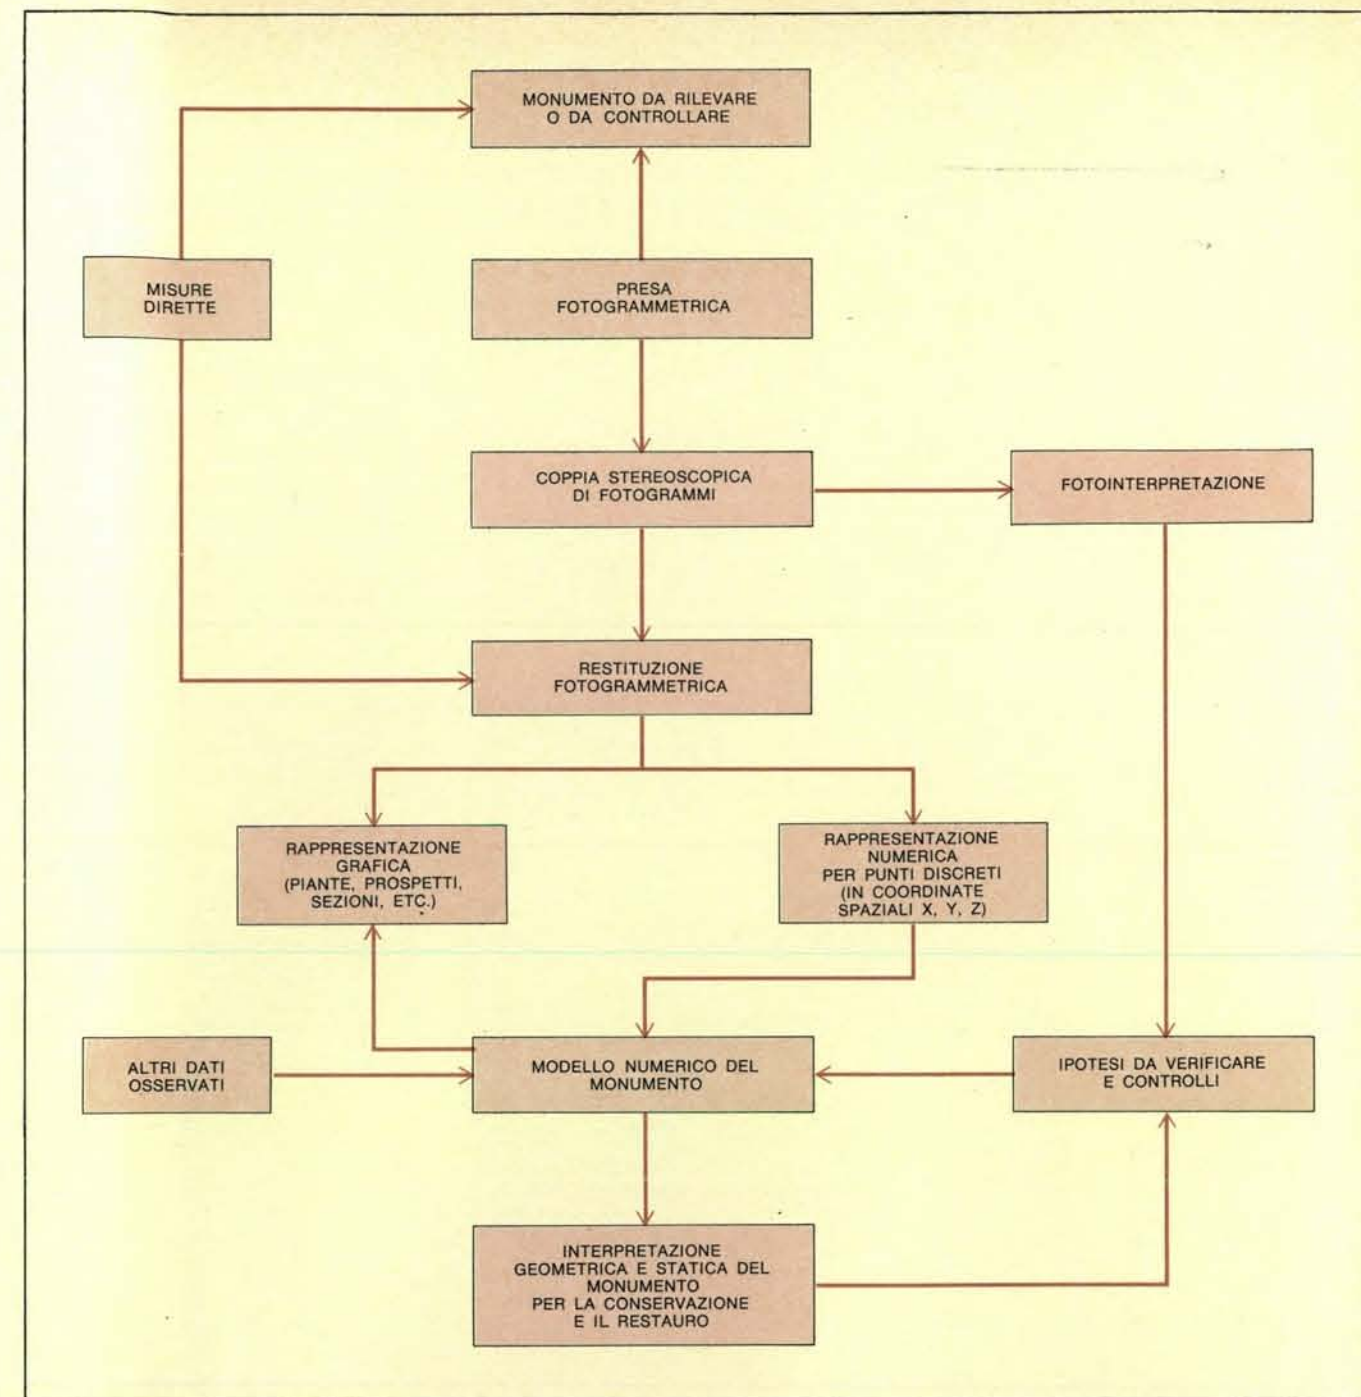 MONUMENTO DA RILEVARE
O DA CONTROLLARE
MISURE
DIRETTE
PRESA
FOTOGRAMMETRICA
COPPIA STEREOSCOPICA
DI FOTOGRAMMI
FOTOINTERPRETAZIONE
RESTITUZIONE
FOTOGRAMMETRICA
RAPPRESENTAZIONE
GRAFICA
(PIANTE, PROSPETTI,
SEZIONI, ETC.)
RAPPRESENTAZIONE
NUMERICA
PER PUNTI DISCRETI
(IN COORDINATE
SPAZIALI X, Y, Z)
ALTRI DATI
OSSERVATI
MODELLO NUMERICO DEL
MONUMENTO
IPOTESI DA VERIFICARE
E CONTROLLI
INTERPRETAZIONE
GEOMETRICA E STATICA DEL
MONUMENTO
PER LA CONSERVAZIONE
E IL RESTAURO